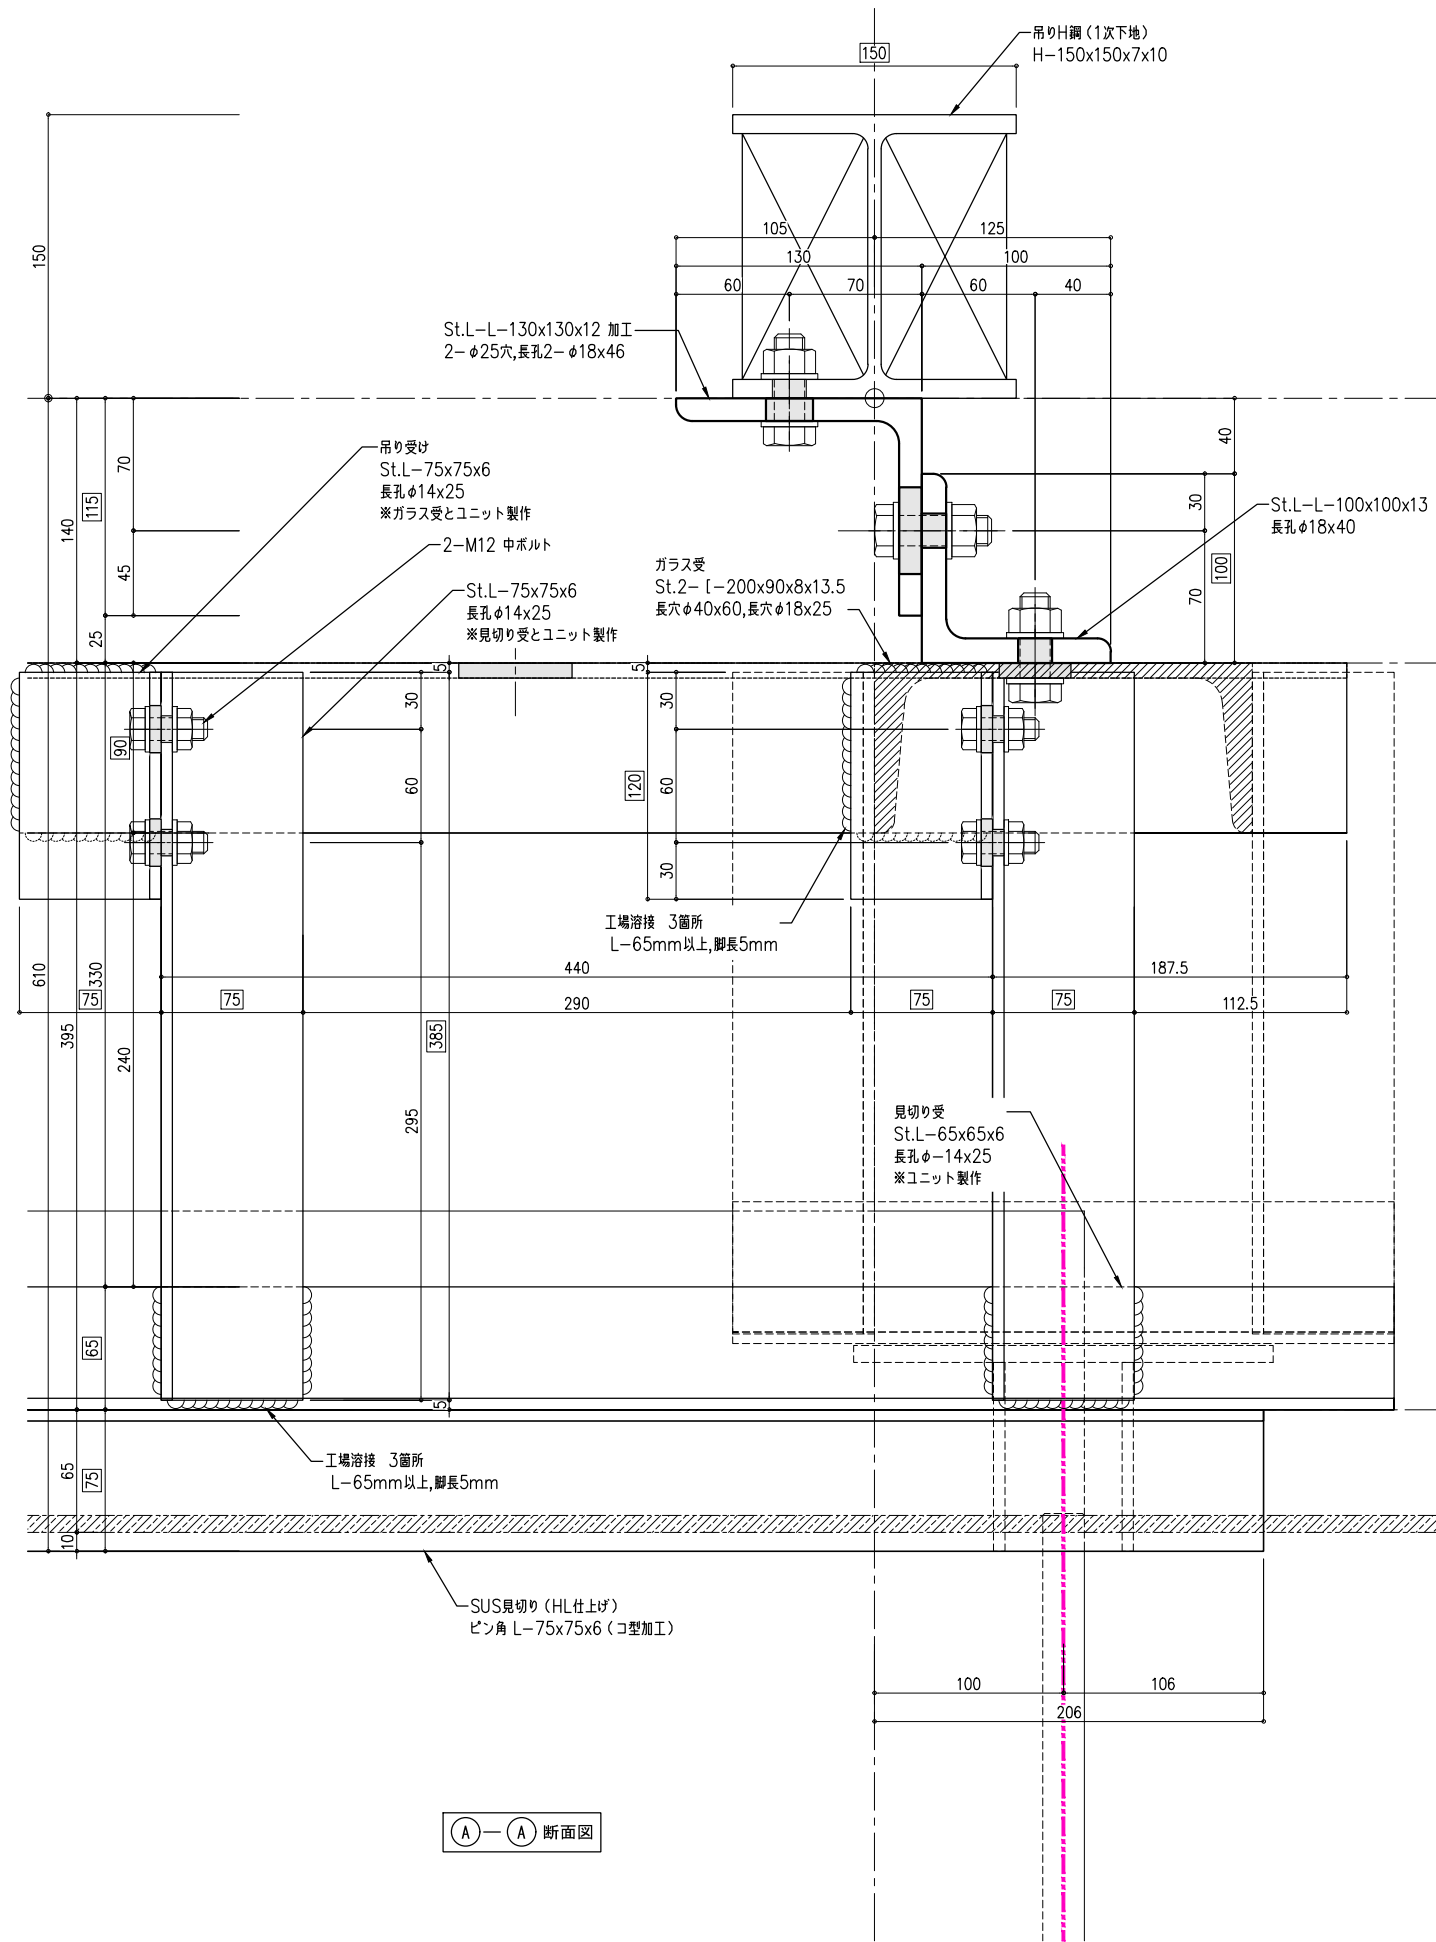 吊りH鋼（1次下地）
H-150x150x7x10
150
150
105
125
130
100
60
70
60
40
St.L-L-130x130x12 加工
2-φ25穴,長孔2-φ18x46
吊り受け
St.L-75x75x6
長孔φ14x25
※ガラス受とユニット製作
2-M12 中ボルト
St.L-75x75x6
長孔φ14x25
※見切り受とユニット製作
ガラス受
St.2-[-200x90x8x13.5
長穴φ40x60,長穴φ18x25
St.L-L-100x100x13
長孔φ18x40
40
30
100
70
70
115
140
45
25
5
5
30
30
90
60
120
60
30
工場溶接 3箇所
L-65mm以上,脚長5mm
610
330
440
187.5
75
75
290
75
75
112.5
395
240
385
295
見切り受
St.L-65x65x6
長孔φ-14x25
※ユニット製作
65
5
工場溶接 3箇所
L-65mm以上,脚長5mm
65
75
10
SUS見切り（HL仕上げ）
ピン角 L-75x75x6（コ型加工）
100
106
206
A-A 断面図